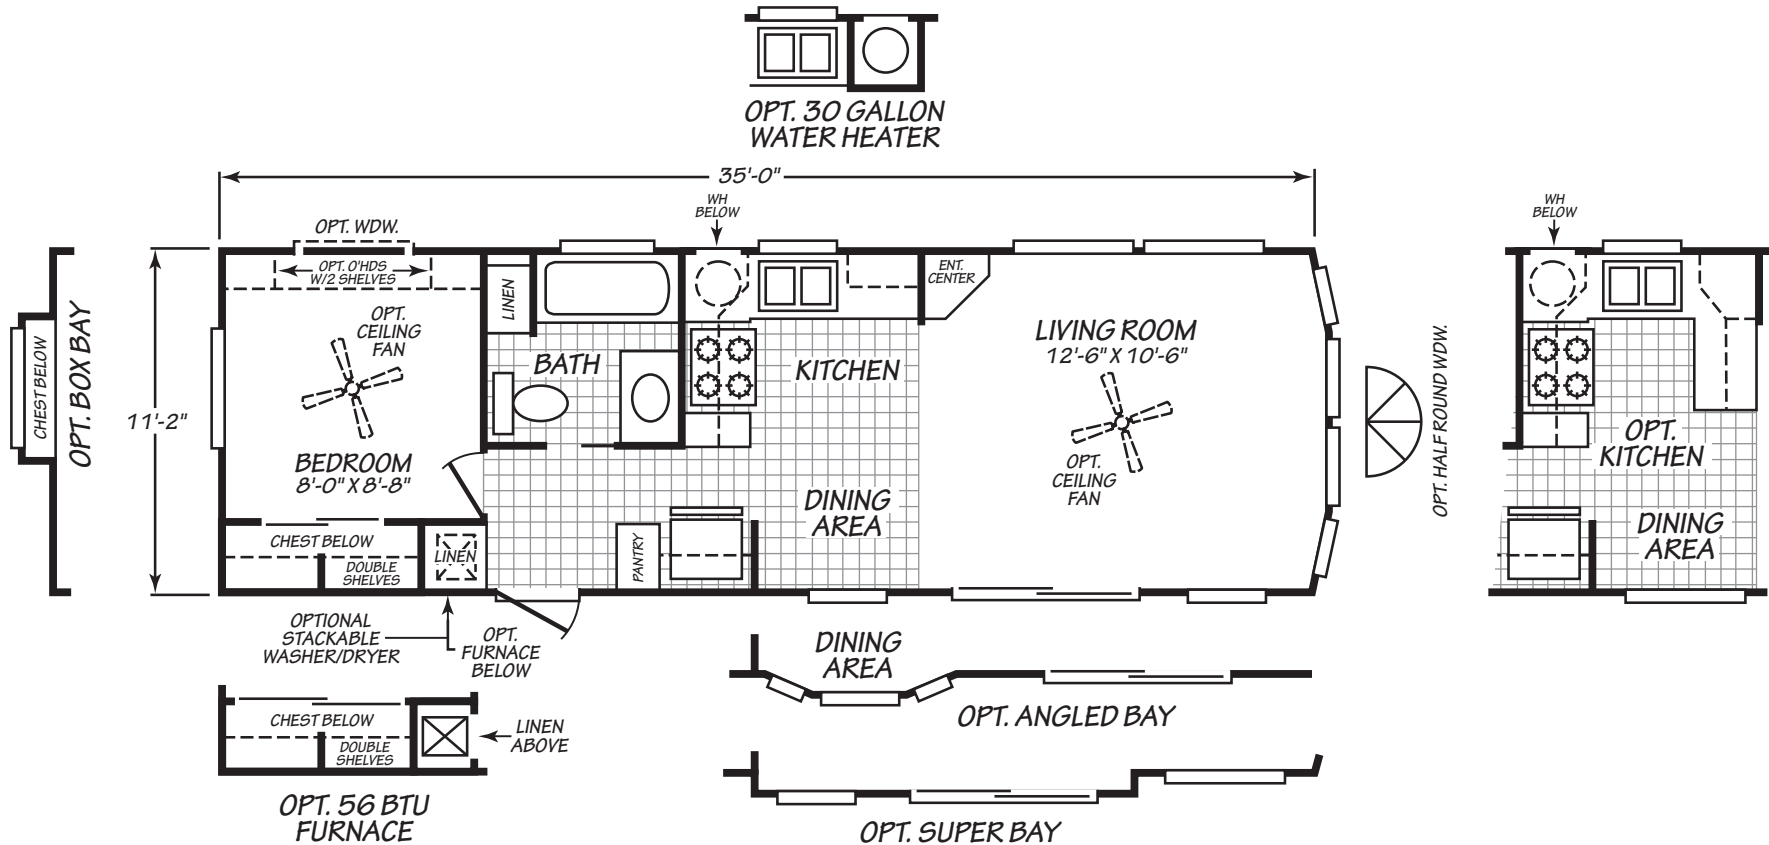 OPT. 30 GALLON
WATER HEATER
35'-0"
WH
BELOW
WH
BELOW
OPT. WDW.
OPT. O'HDS
W/2 SHELVES
OPT.
CEILING
FAN
LINEN
ENT.
CENTER
CHEST BELOW
OPT. BOX BAY
11'-2"
BATH
KITCHEN
LIVING ROOM
12'-6" X 10'-6"
OPT.
CEILING
FAN
OPT. HALF ROUND WDW.
OPT.
KITCHEN
BEDROOM
8'-0" X 8'-8"
DINING
AREA
DINING
AREA
CHEST BELOW
DOUBLE
SHELVES
LINEN
PANTRY
OPTIONAL
STACKABLE
WASHER/DRYER
OPT.
FURNACE
BELOW
DINING
AREA
OPT. ANGLED BAY
CHEST BELOW
DOUBLE
SHELVES
LINEN
ABOVE
OPT. 56 BTU
FURNACE
OPT. SUPER BAY